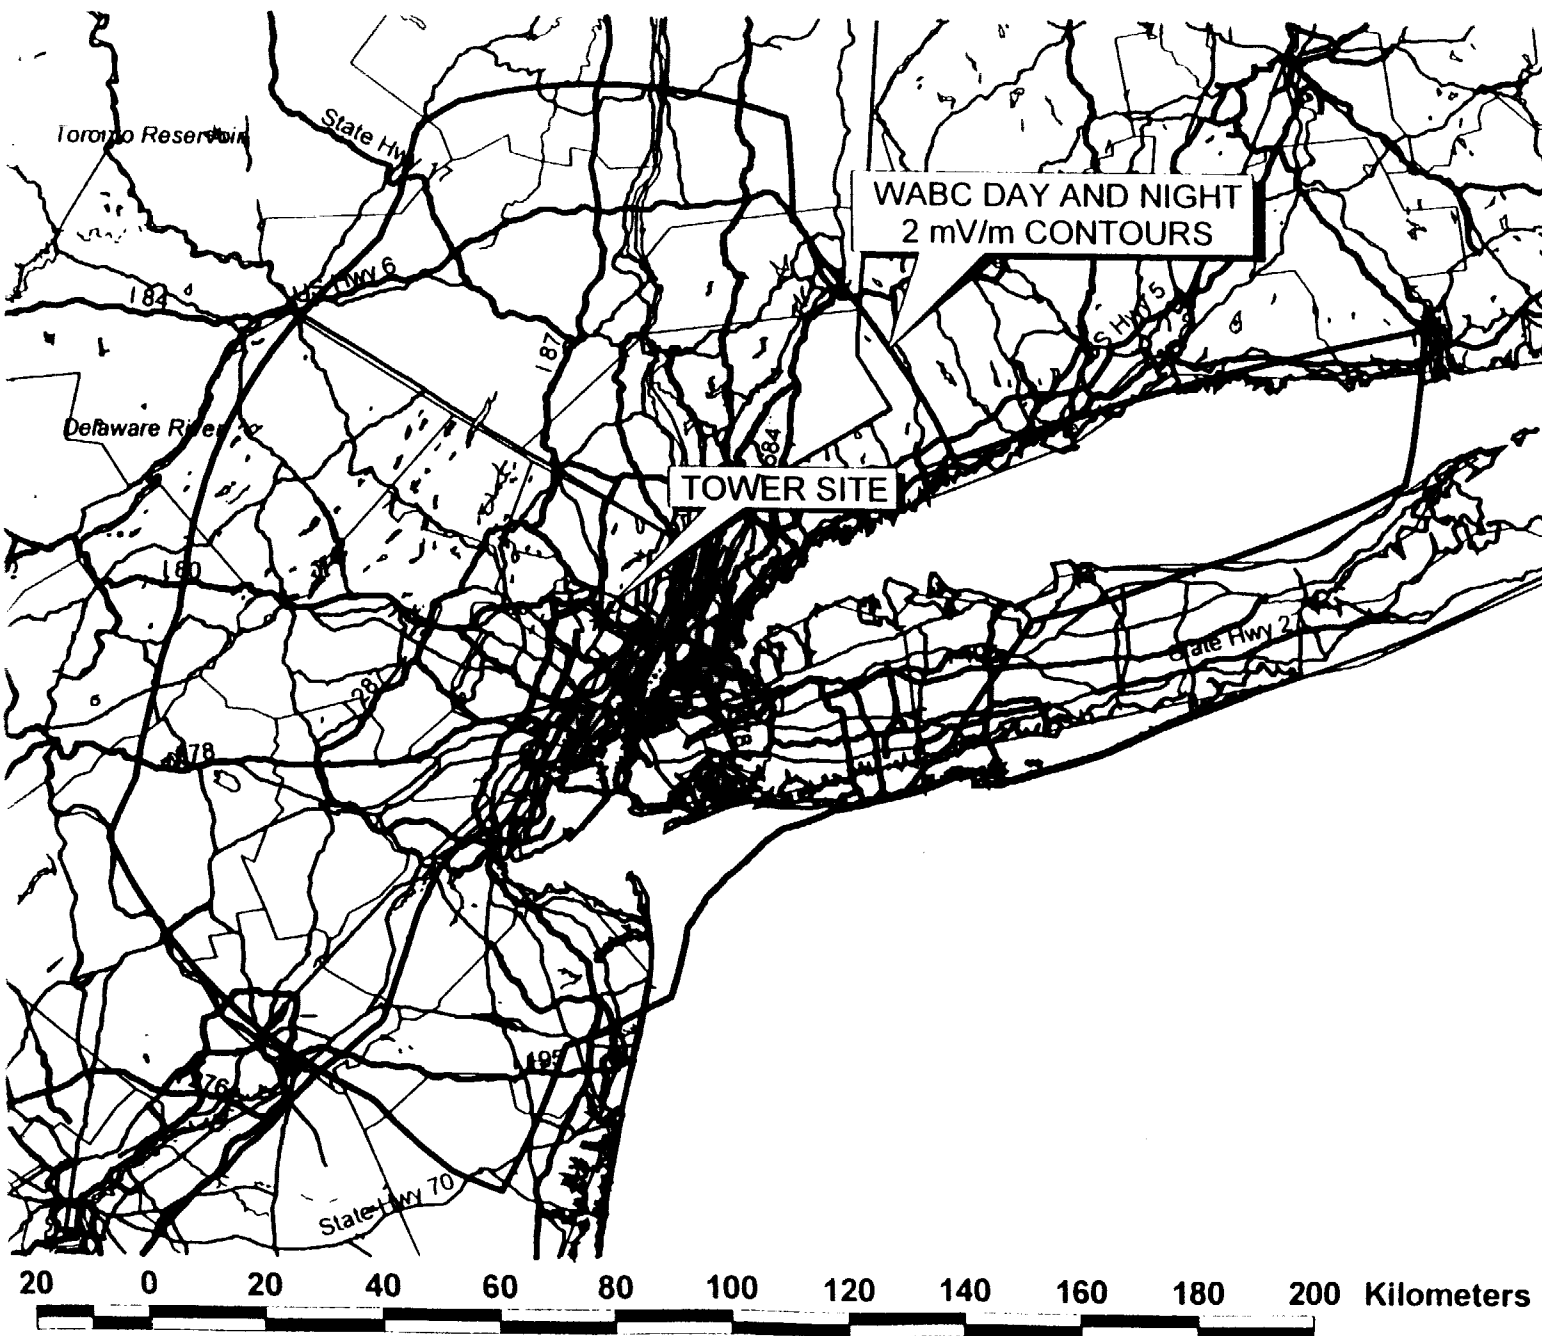 Reservoir
State Hwy
WABC DAY AND NIGHT
2 mV/m CONTOURS
US Hwy 6
I 84
S Hwy 5
I 87
Delaware River
684
TOWER SITE
I 80
State Hwy 27
I 287
I 78
I 195
I 76
State Hwy 70
20 0 20 40 60 80 100 120 140 160 180 200 Kilometers